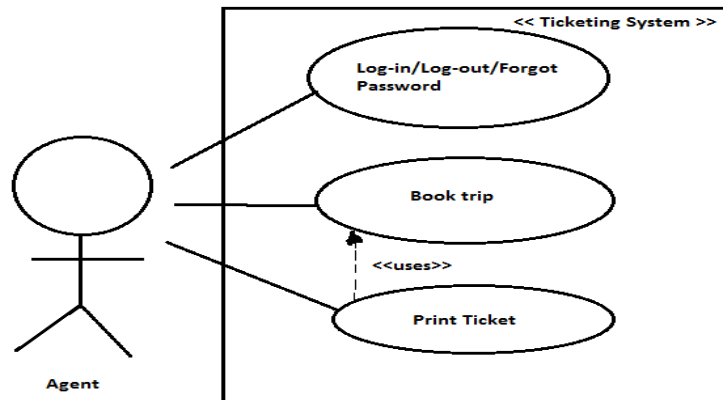 << Ticketing System >>
Log-in/Log-out/Forgot
Password
Book trip
<<uses>>
Print Ticket
Agent